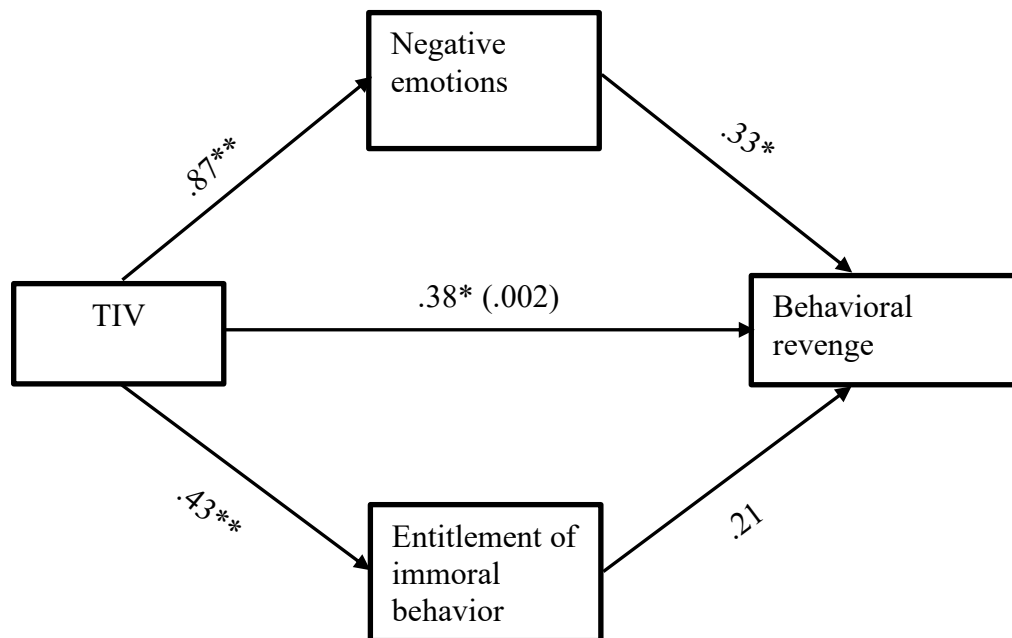 Negative
emotions
.87**
.33*
TIV
.38* (.002)
Behavioral
revenge
.43**
.21
Entitlement of
immoral
behavior